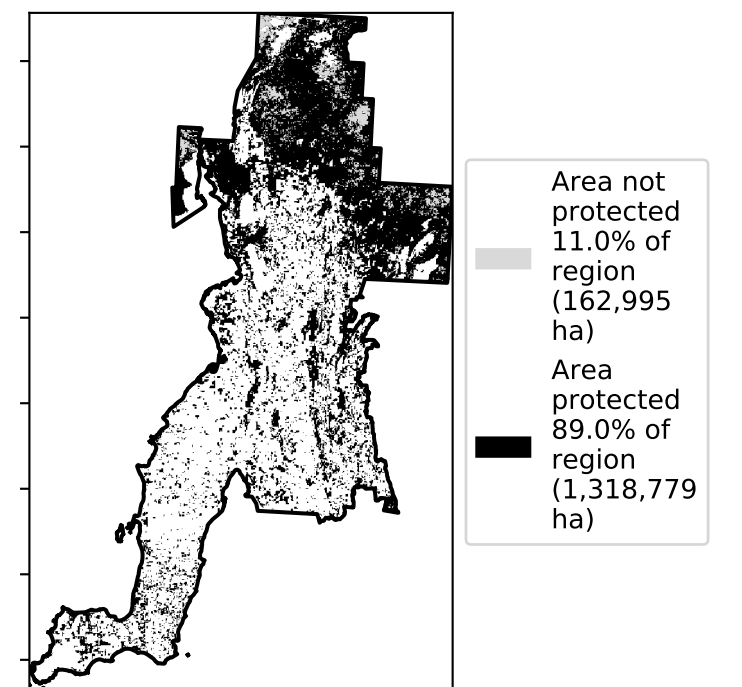 Area not
protected
11.0% of
region
(162,995
ha)
Area
protected
89.0% of
region
(1,318,779
ha)